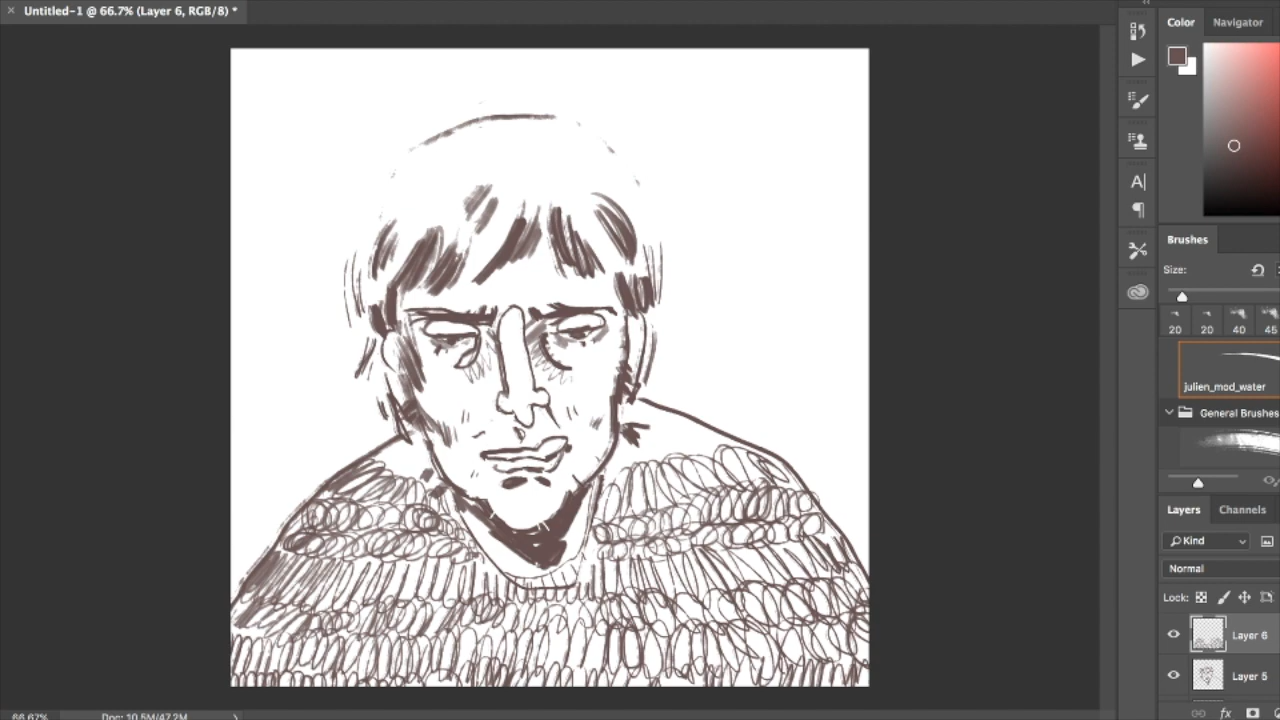 Untitled-1 @ 66.7% (Layer 6, RGB/8) *
Color
Navigator
Brushes
Size:
20
20
40
45
julien_mod_water
General Brushes
Layers
Channels
Kind
Normal
Lock:
Layer 6
Layer 5
fx
66.67%
Doc: 10.5M/47.2M